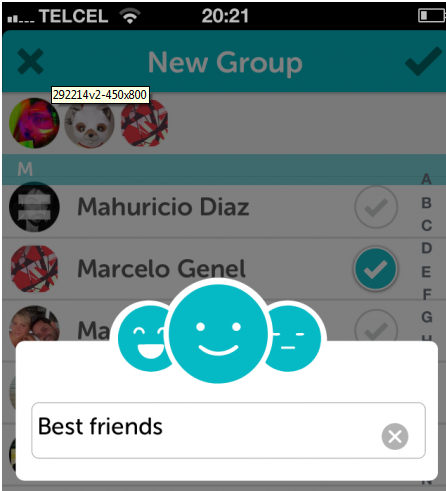 TELCEL 20:21
New Group
292214v2-450x800
M
Mahuricio Diaz
Marcelo Genel
Ma
A
B
C
D
E
F
G
H
Best friends
N